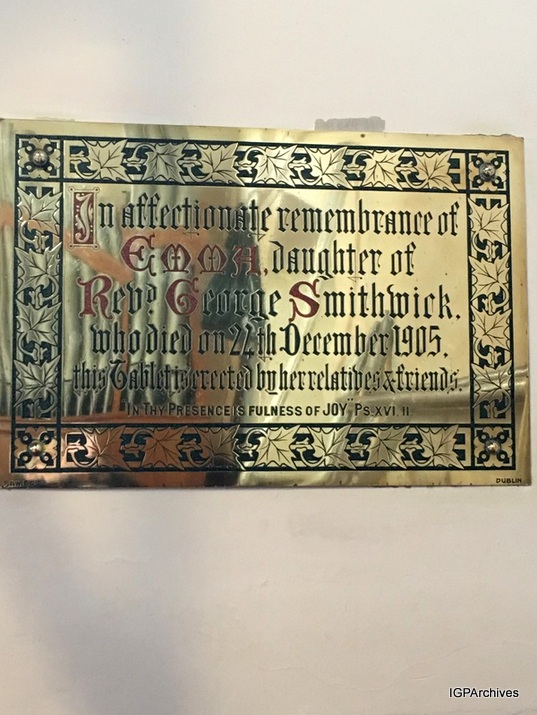 In affectionate remembrance of
EMMA, daughter of
Revd. George Smithwick,
who died on 24th December 1905.
this Tablet is erected by her relatives & friends.
"IN THY PRESENCE IS FULNESS OF JOY" PS. XVI. 11
DUBLIN
IGPArchives